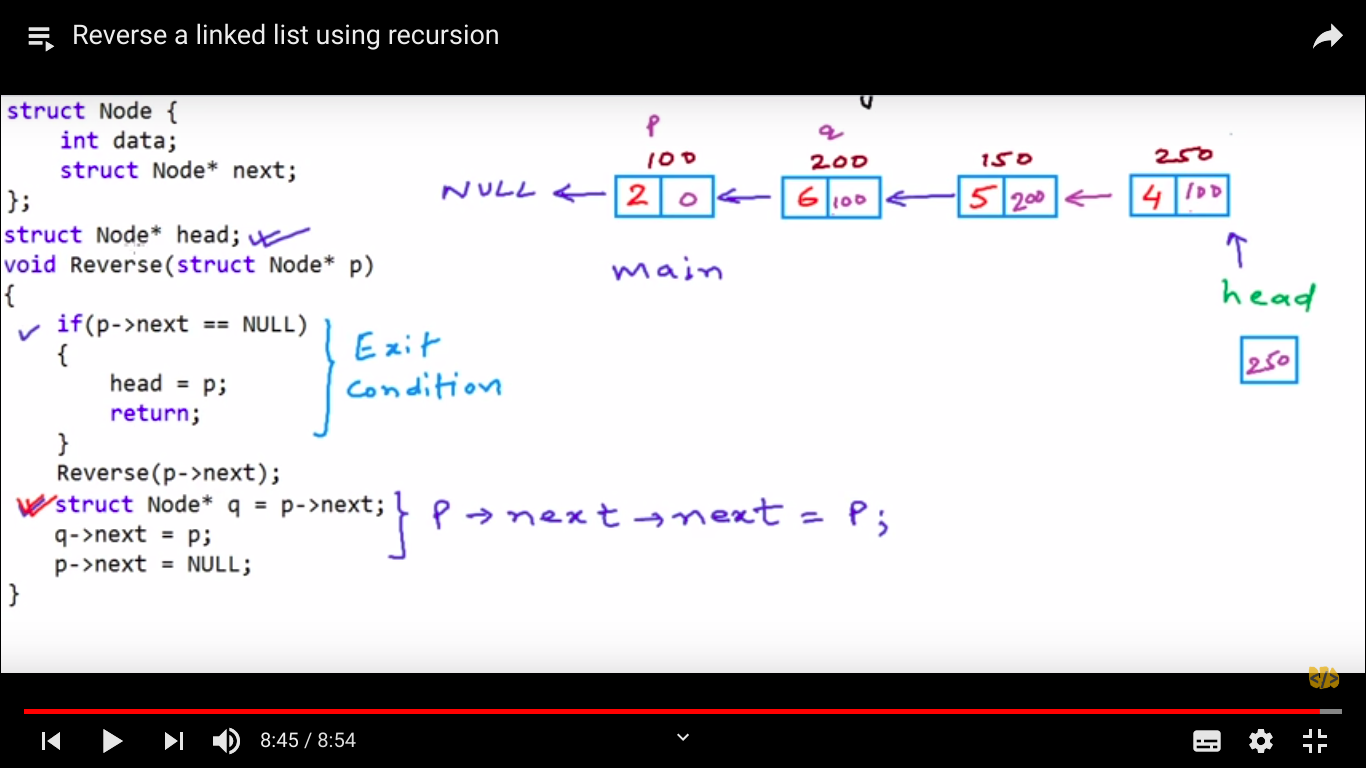 Reverse a linked list using recursion
struct Node {
int data;
struct Node* next;
};
struct Node* head;
void Reverse(struct Node* p)
{
if(p->next == NULL)
{
head = p;
return;
}
Reverse(p->next);
struct Node* q = p->next;
q->next = p;
p->next = NULL;
}
Exit
condition
P → next → next = P;
P q
100 200 150 250
NULL ← 2 0 ← 6 100 ← 5 200 ← 4 100
main
head
250
</>
8:45 / 8:54